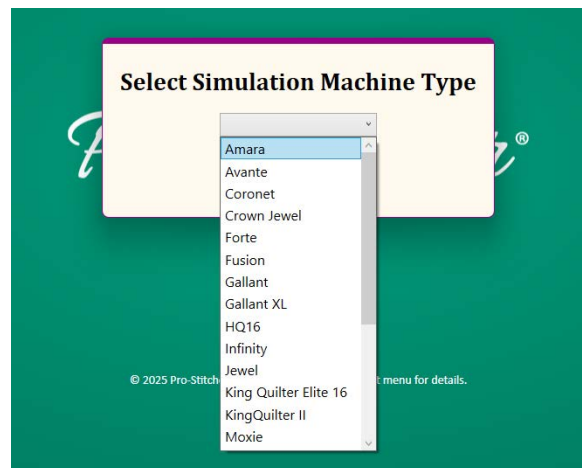 Select Simulation Machine Type
®
Amara
Avante
Coronet
Crown Jewel
Forte
Fusion
Gallant
Gallant XL
HQ16
Infinity
Jewel
King Quilter Elite 16
KingQuilter II
Moxie
© 2025 Pro-Stitch menu for details.